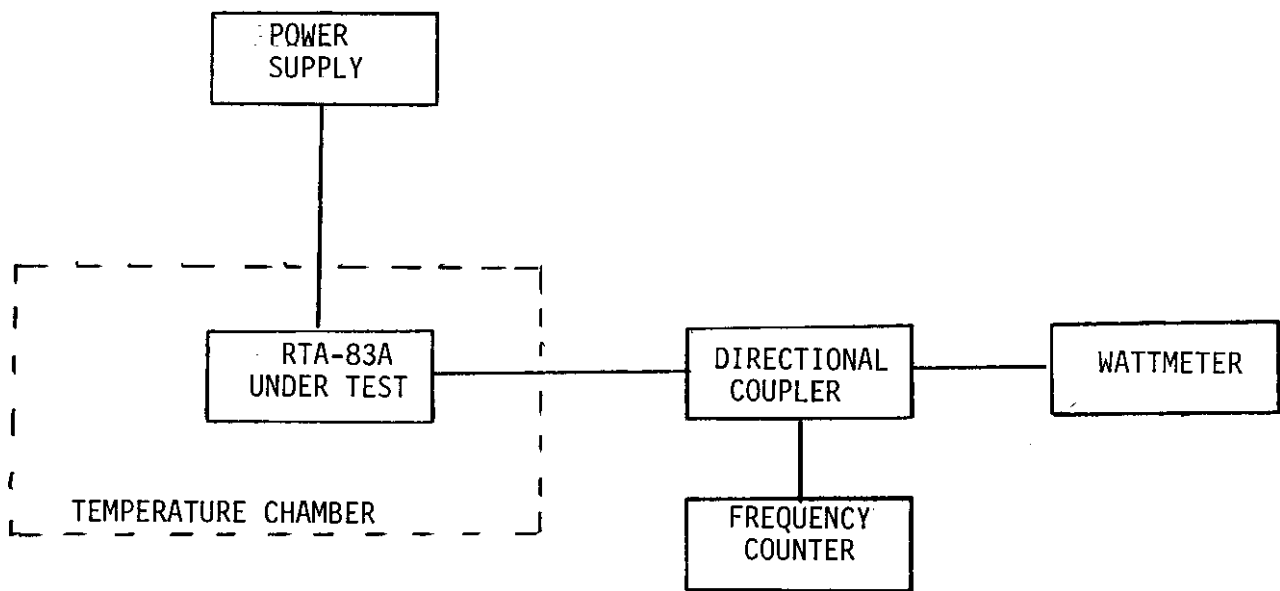 POWER
SUPPLY
RTA-83A
UNDER TEST
DIRECTIONAL
COUPLER
WATTMETER
TEMPERATURE CHAMBER
FREQUENCY
COUNTER